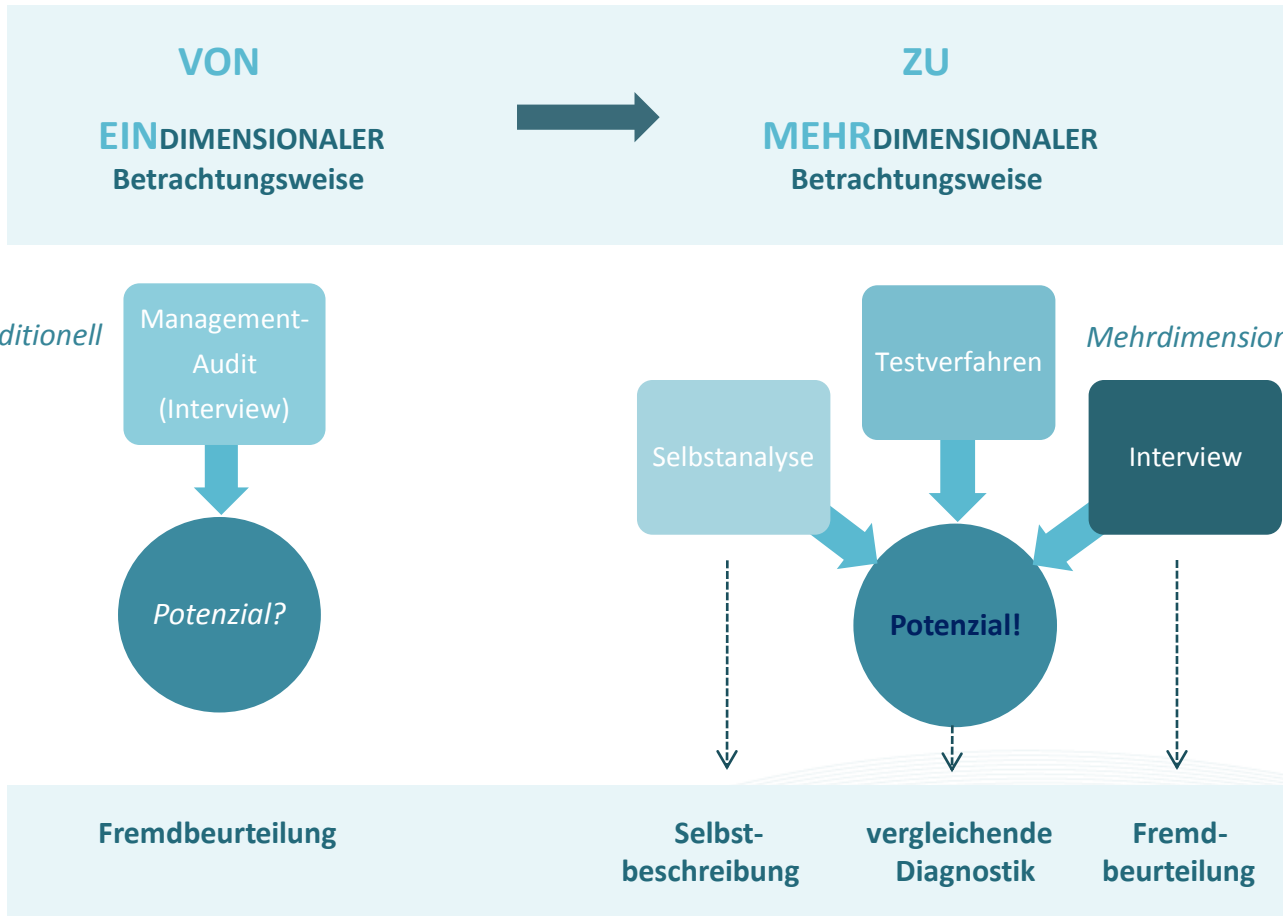 VON
EINDIMENSIONALER
Betrachtungsweise
ZU
MEHRDIMENSIONALER
Betrachtungsweise
ditionell
Management-
Audit
(Interview)
Potenzial?
Testverfahren
Mehrdimension
Selbstanalyse
Interview
Potenzial!
Fremdbeurteilung
Selbst-
beschreibung
vergleichende
Diagnostik
Fremd-
beurteilung